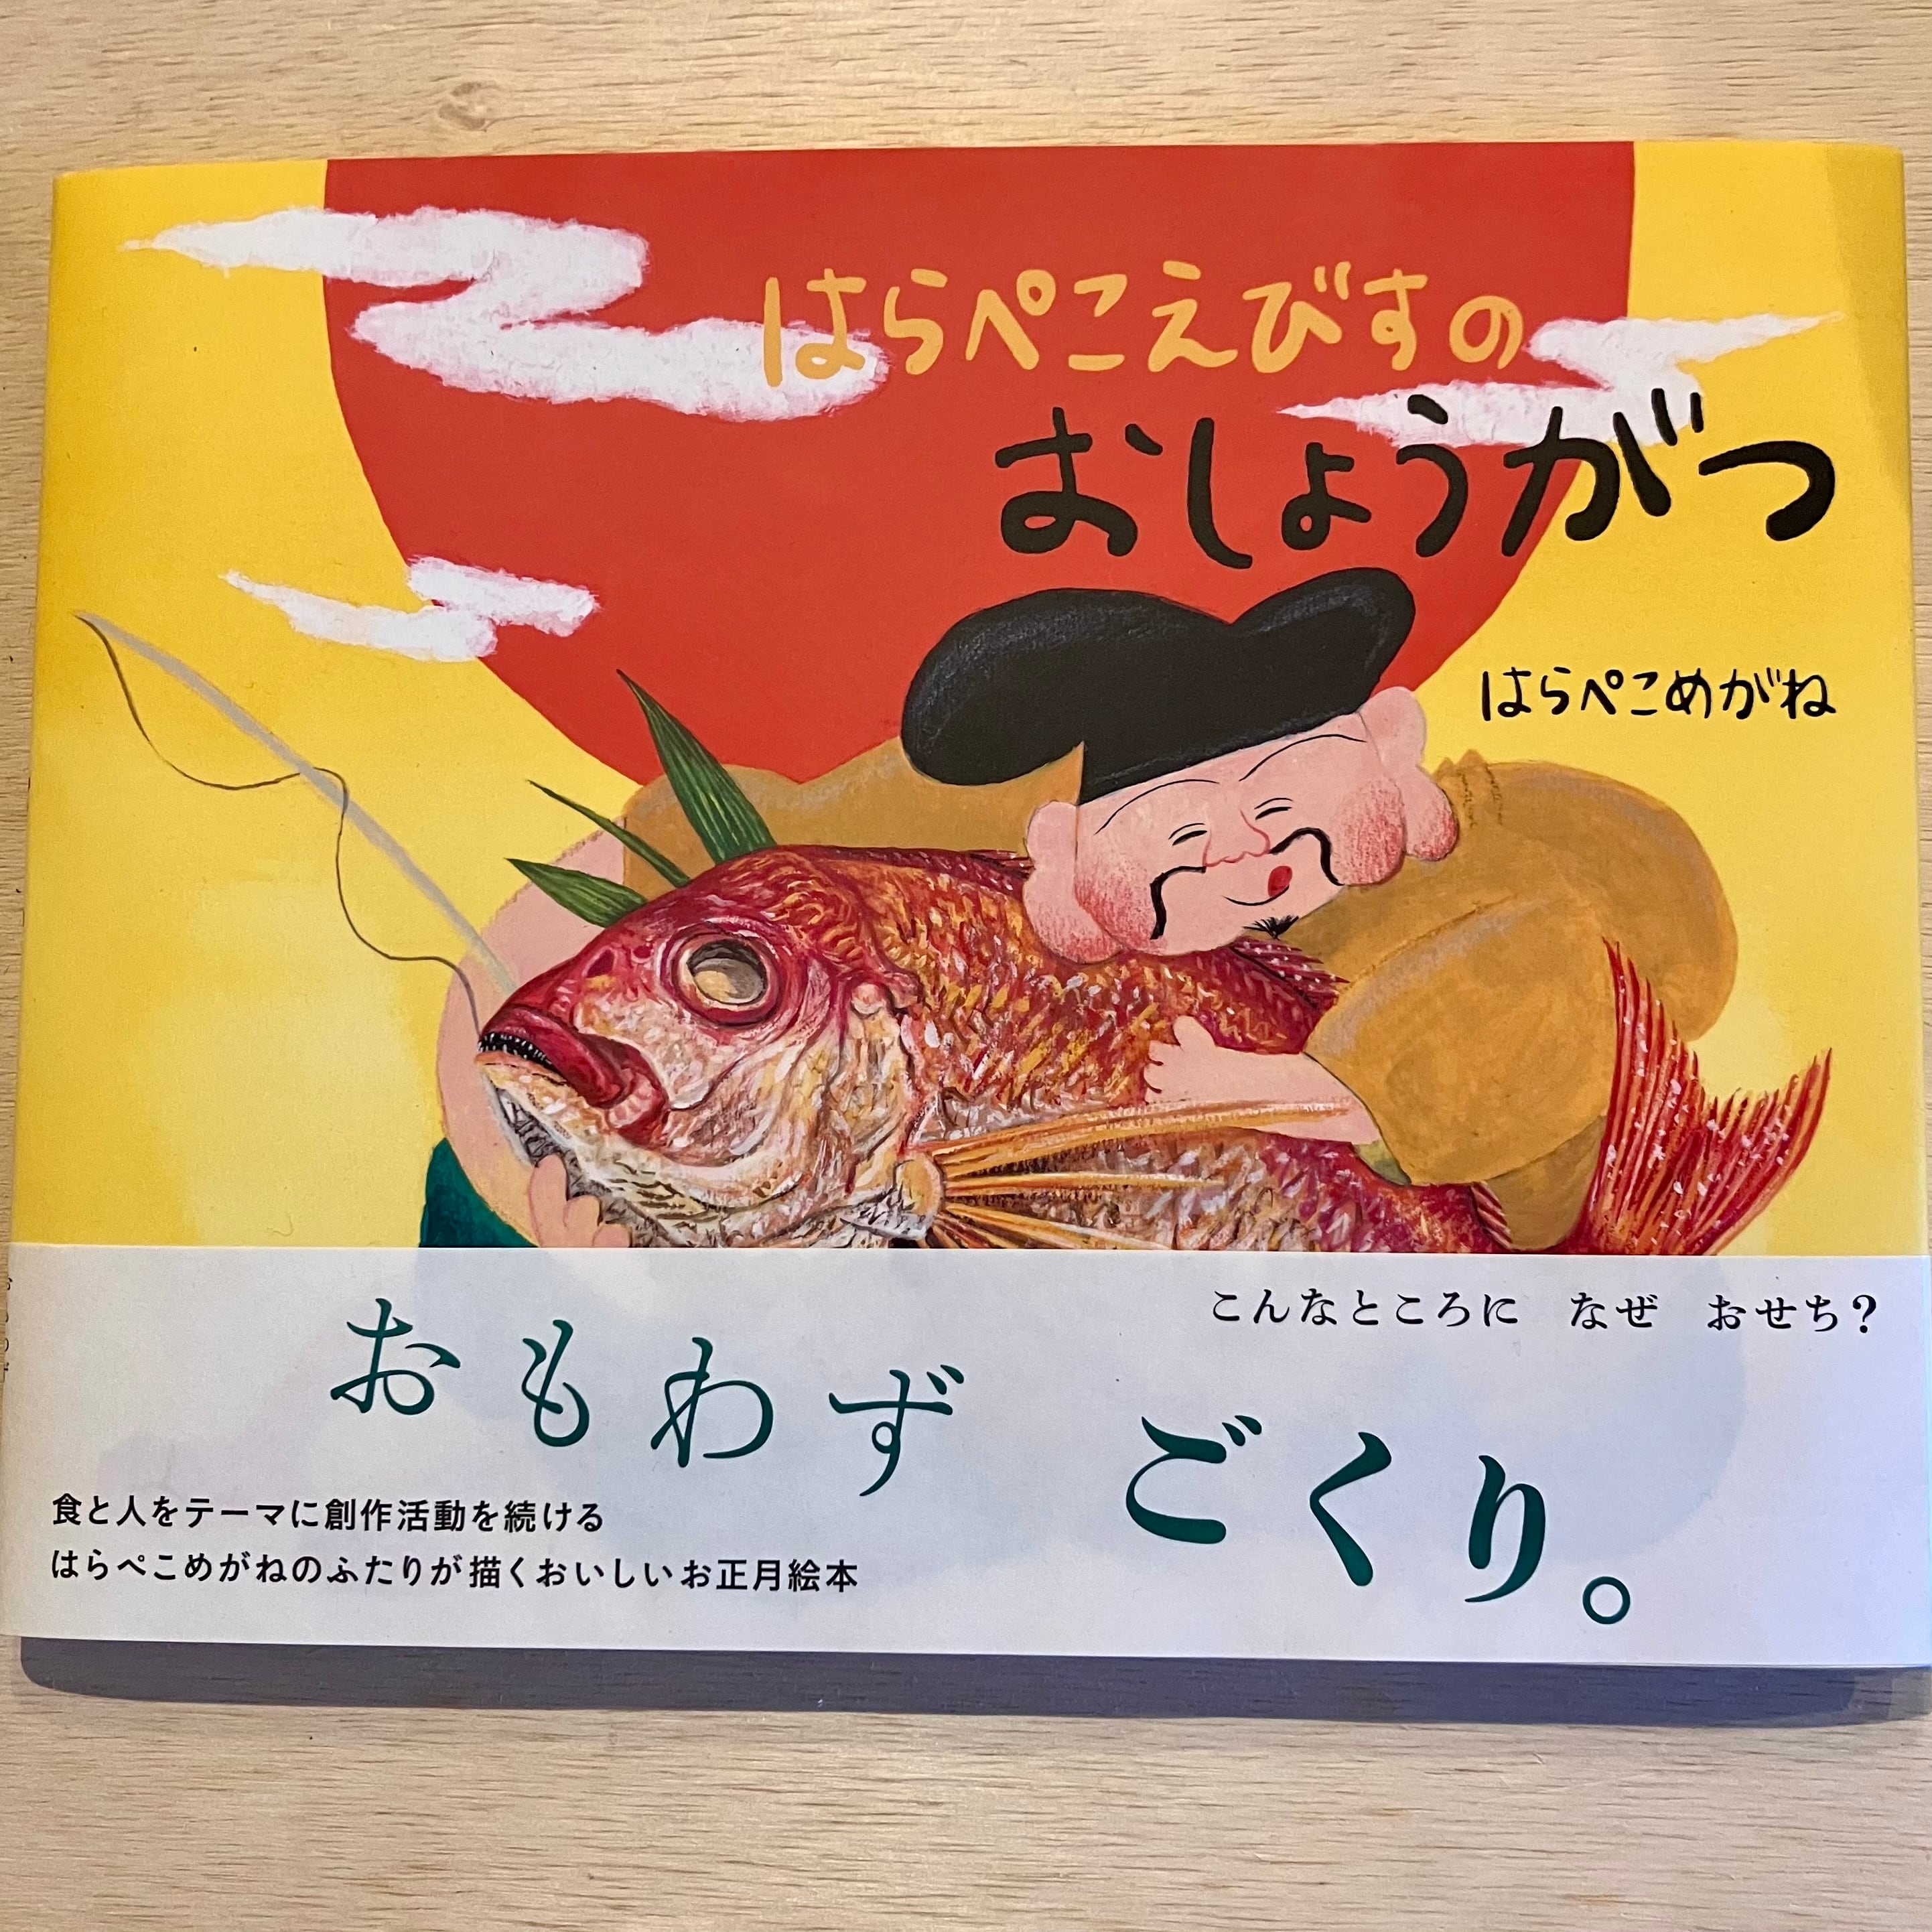 はらぺこえびすの
おしょうがつ
はらぺこめがね
こんなところに　なぜ　おせち？
おもわず　ごくり。
食と人をテーマに創作活動を続ける
はらぺこめがねのふたりが描くおいしいお正月絵本